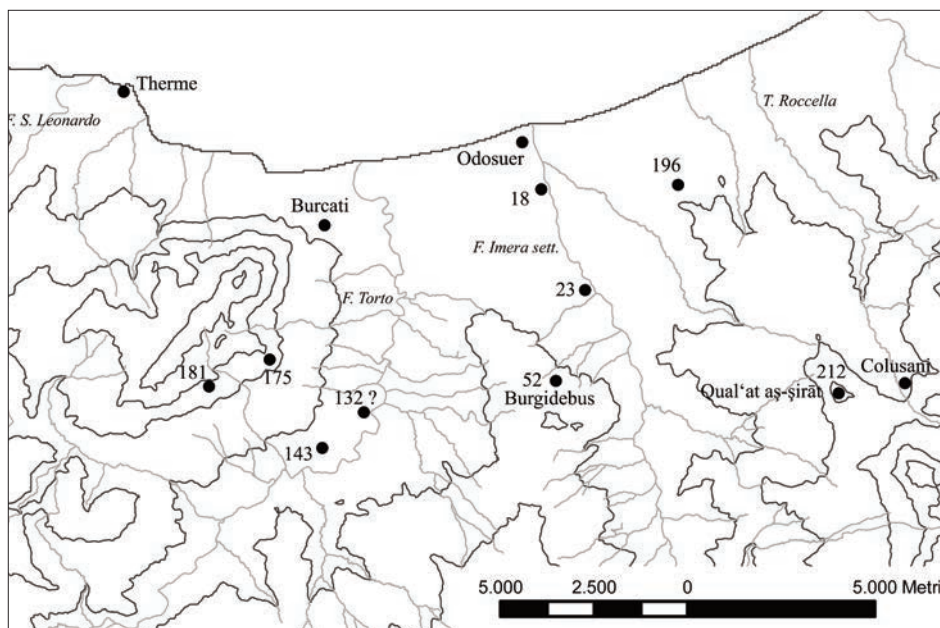 Therme
F. S. Leonardo
T. Roccella
Odosuer
196
18
Burcati
F. Imera sett.
23
F. Torto
181
175
52
Burgidebus
212
Colusani
Qual‘at aṣ-ṣirāṭ
132 ?
143
5.000 2.500 0 5.000 Metri